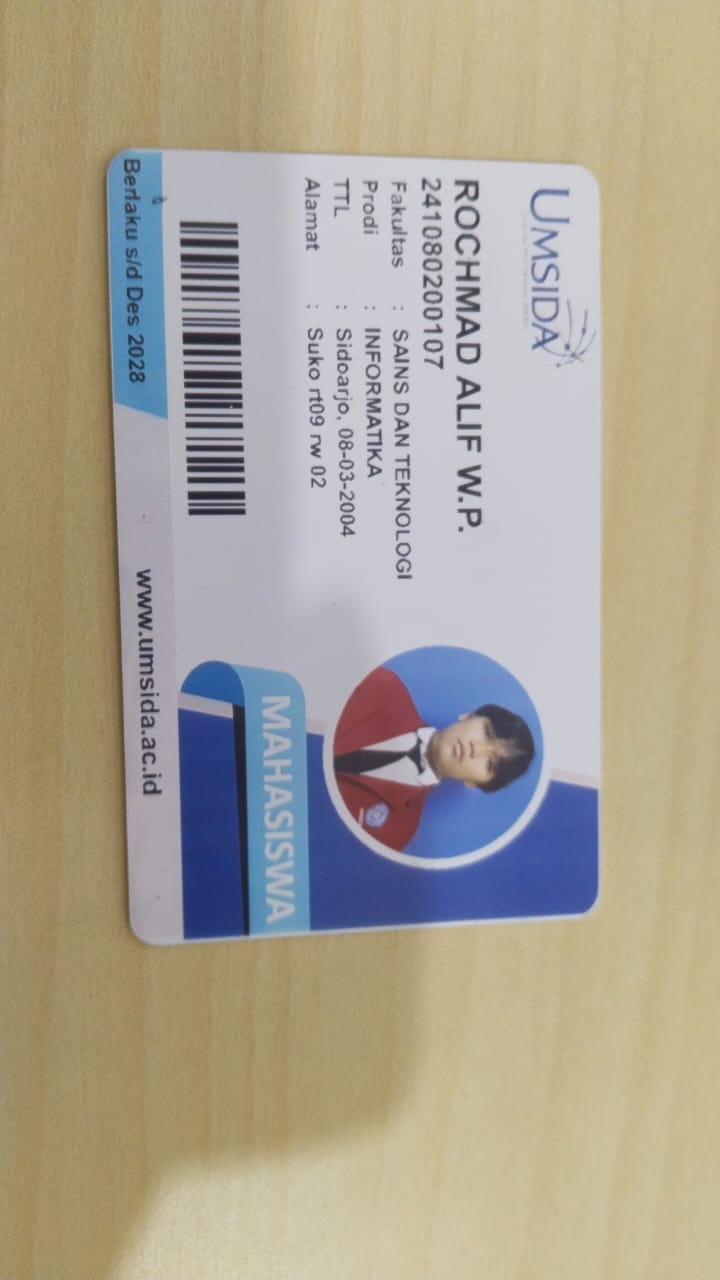 UMSIDA
ROCHMAD ALIF W.P.
241080200107
Fakultas : SAINS DAN TEKNOLOGI
Prodi : INFORMATIKA
TTL : Sidoarjo, 08-03-2004
Alamat : Suko rt09 rw 02
MAHASISWA
Berlaku s/d Des 2028
www.umsida.ac.id